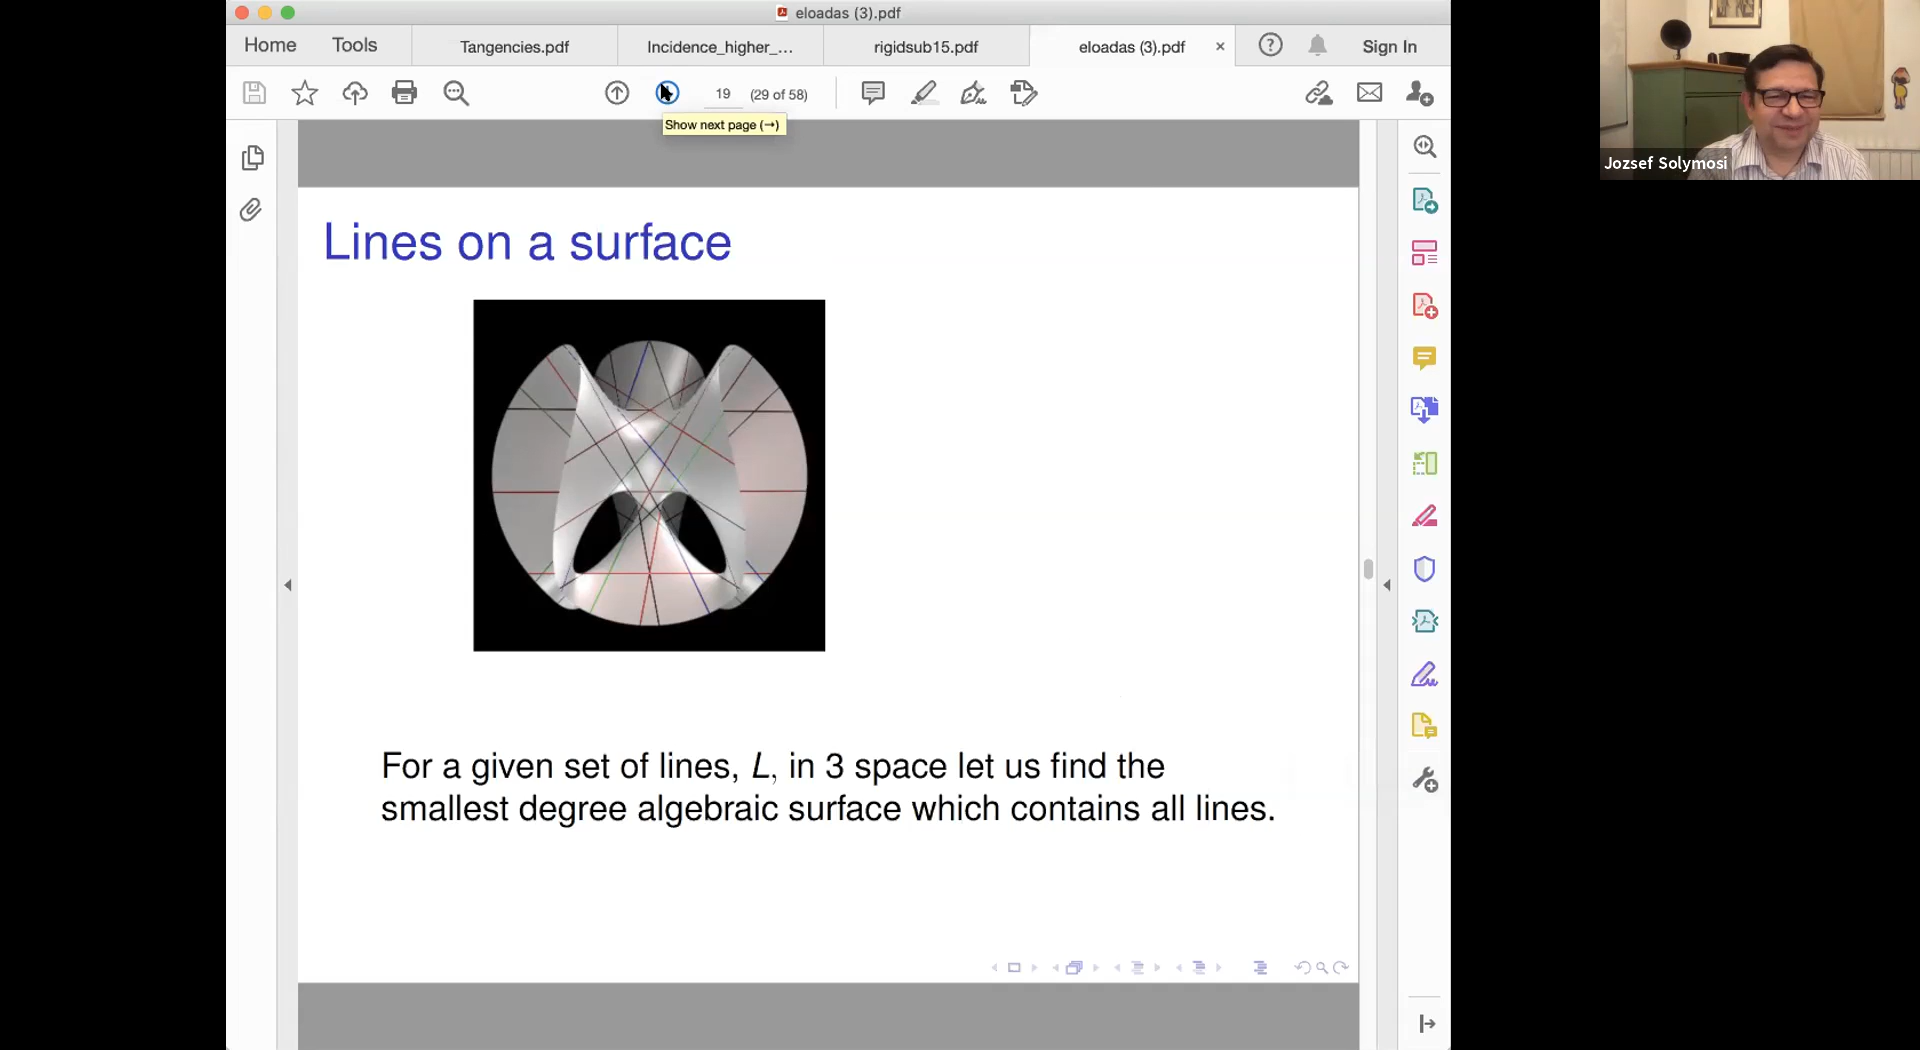 eloadas (3).pdf
Home Tools Tangencies.pdf Incidence_higher_... rigidsub15.pdf eloadas (3).pdf × Sign In
19 (29 of 58)
Show next page (→)
Jozsef Solymosi
Lines on a surface
For a given set of lines, L, in 3 space let us find the
smallest degree algebraic surface which contains all lines.